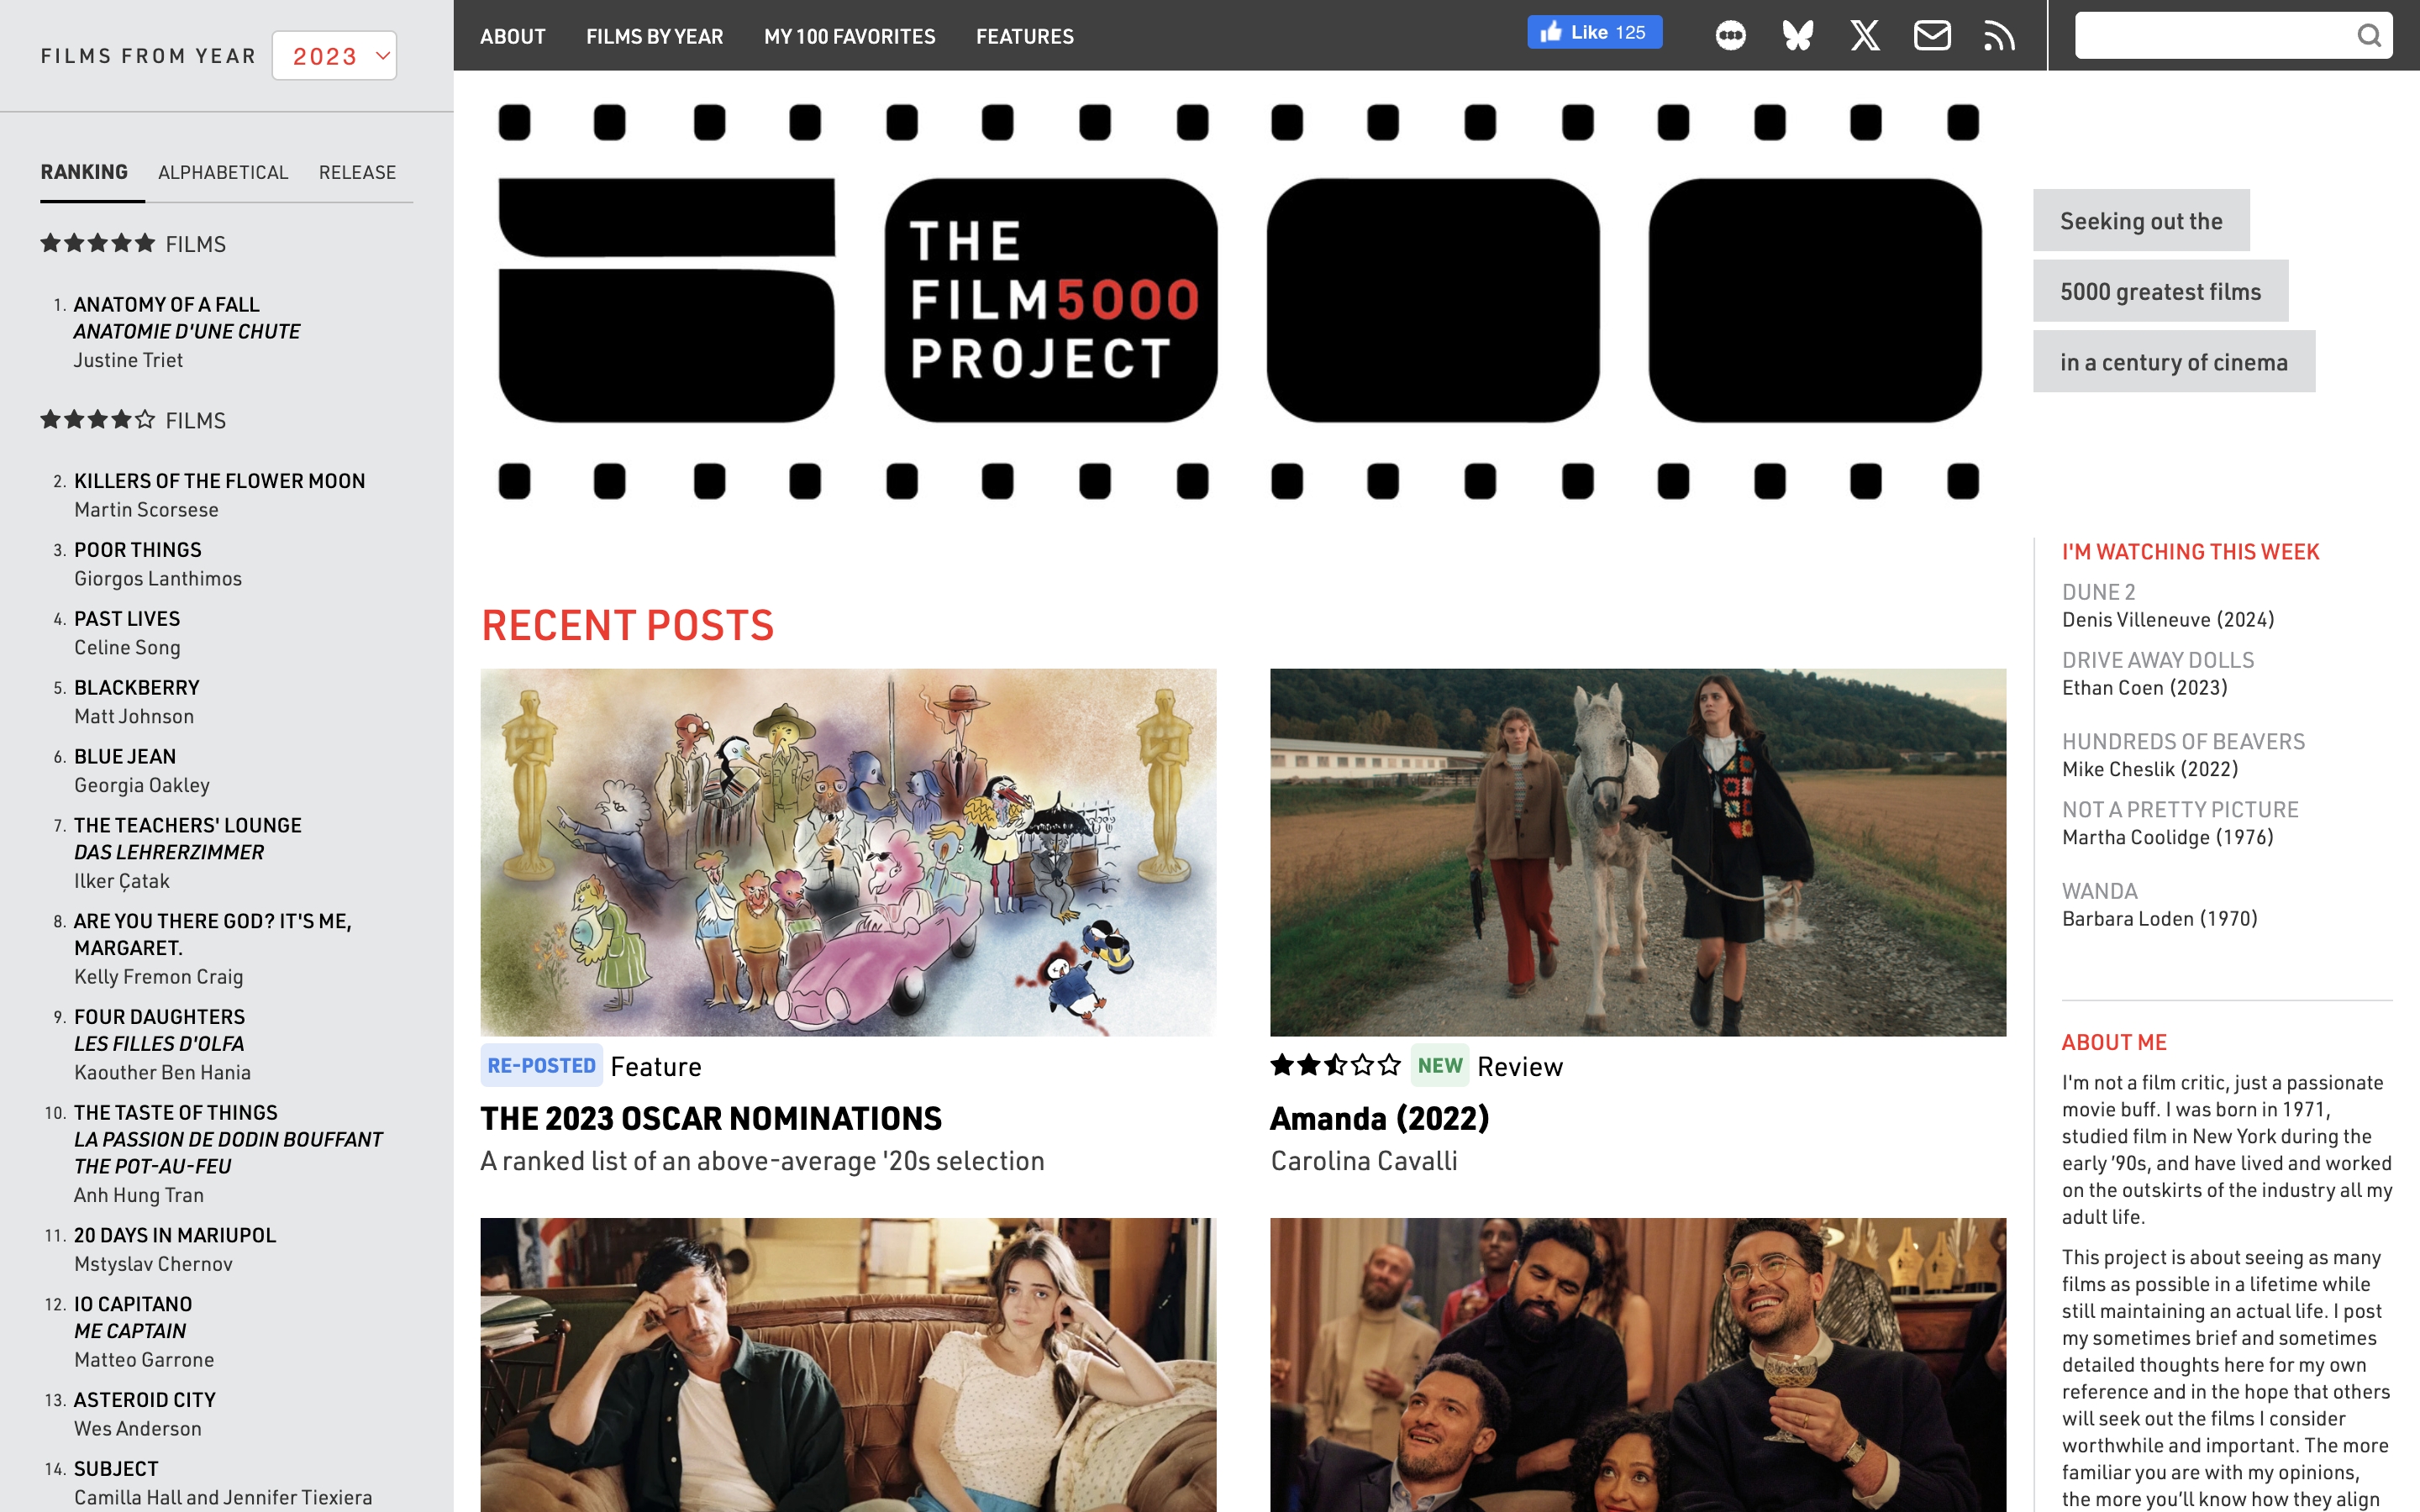 FILMS FROM YEAR 2023
RANKING ALPHABETICAL RELEASE
FILMS
1. ANATOMY OF A FALL
ANATOMIE D'UNE CHUTE
Justine Triet
FILMS
2. KILLERS OF THE FLOWER MOON
Martin Scorsese
3. POOR THINGS
Giorgos Lanthimos
4. PAST LIVES
Celine Song
5. BLACKBERRY
Matt Johnson
6. BLUE JEAN
Georgia Oakley
7. THE TEACHERS' LOUNGE
DAS LEHRERZIMMER
Ilker Çatak
8. ARE YOU THERE GOD? IT'S ME,
MARGARET.
Kelly Fremon Craig
9. FOUR DAUGHTERS
LES FILLES D'OLFA
Kaouther Ben Hania
10. THE TASTE OF THINGS
LA PASSION DE DODIN BOUFFANT
THE POT-AU-FEU
Anh Hung Tran
11. 20 DAYS IN MARIUPOL
Mstyslav Chernov
12. IO CAPITANO
ME CAPTAIN
Matteo Garrone
13. ASTEROID CITY
Wes Anderson
14. SUBJECT
Camilla Hall and Jennifer Tiexiera
ABOUT FILMS BY YEAR MY 100 FAVORITES FEATURES
Like 125
THE
FILM5000
PROJECT
Seeking out the
5000 greatest films
in a century of cinema
RECENT POSTS
RE-POSTED Feature
THE 2023 OSCAR NOMINATIONS
A ranked list of an above-average '20s selection
NEW Review
Amanda (2022)
Carolina Cavalli
I'M WATCHING THIS WEEK
DUNE 2
Denis Villeneuve (2024)
DRIVE AWAY DOLLS
Ethan Coen (2023)
HUNDREDS OF BEAVERS
Mike Cheslik (2022)
NOT A PRETTY PICTURE
Martha Coolidge (1976)
WANDA
Barbara Loden (1970)
ABOUT ME
I'm not a film critic, just a passionate
movie buff. I was born in 1971,
studied film in New York during the
early '90s, and have lived and worked
on the outskirts of the industry all my
adult life.
This project is about seeing as many
films as possible in a lifetime while
still maintaining an actual life. I post
my sometimes brief and sometimes
detailed thoughts here for my own
reference and in the hope that others
will seek out the films I consider
worthwhile and important. The more
familiar you are with my opinions,
the more you'll know how they align